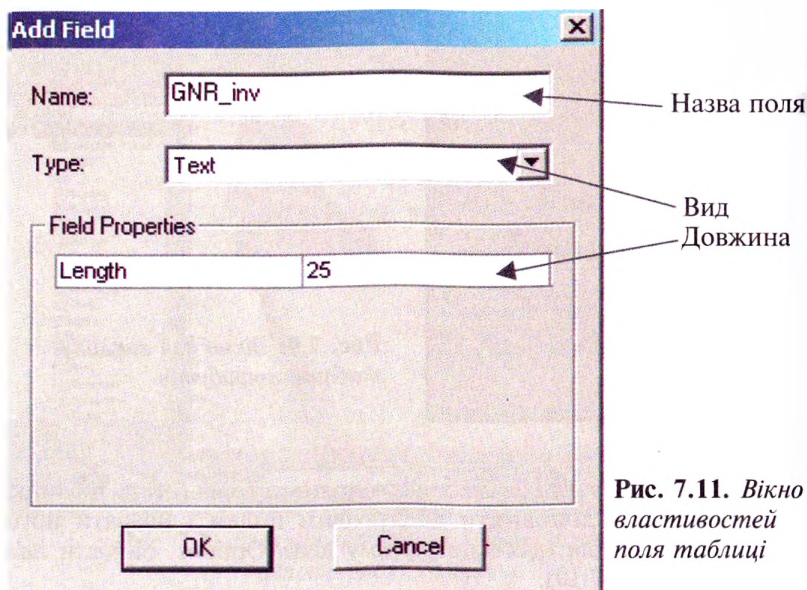 Add Field
Name:
GNR_inv
Назва поля
Type:
Text
Вид
Field Properties
Довжина
Length
25
Рис. 7.11. Вікно
властивостей
поля таблиці
OK
Cancel